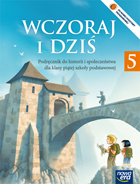 WCZORAJ
I DZIŚ
Podręcznik do historii i społeczeństwa
dla klasy piątej szkoły podstawowej
5
nowa
era